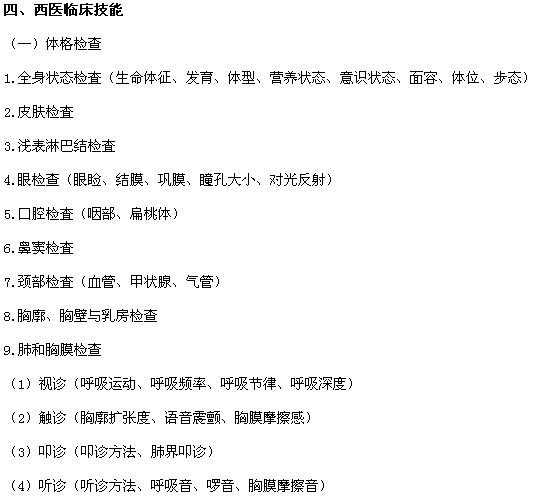 四、西医临床技能
（一）体格检查
1.全身状态检查（生命体征、发育、体型、营养状态、意识状态、面容、体位、步态）
2.皮肤检查
3.浅表淋巴结检查
4.眼检查（眼睑、结膜、巩膜、瞳孔大小、对光反射）
5.口腔检查（咽部、扁桃体）
6.鼻窦检查
7.颈部检查（血管、甲状腺、气管）
8.胸廓、胸壁与乳房检查
9.肺和胸膜检查
（1）视诊（呼吸运动、呼吸频率、呼吸节律、呼吸深度）
（2）触诊（胸廓扩张度、语音震颤、胸膜摩擦感）
（3）叩诊（叩诊方法、肺界叩诊）
（4）听诊（听诊方法、呼吸音、啰音、胸膜摩擦音）